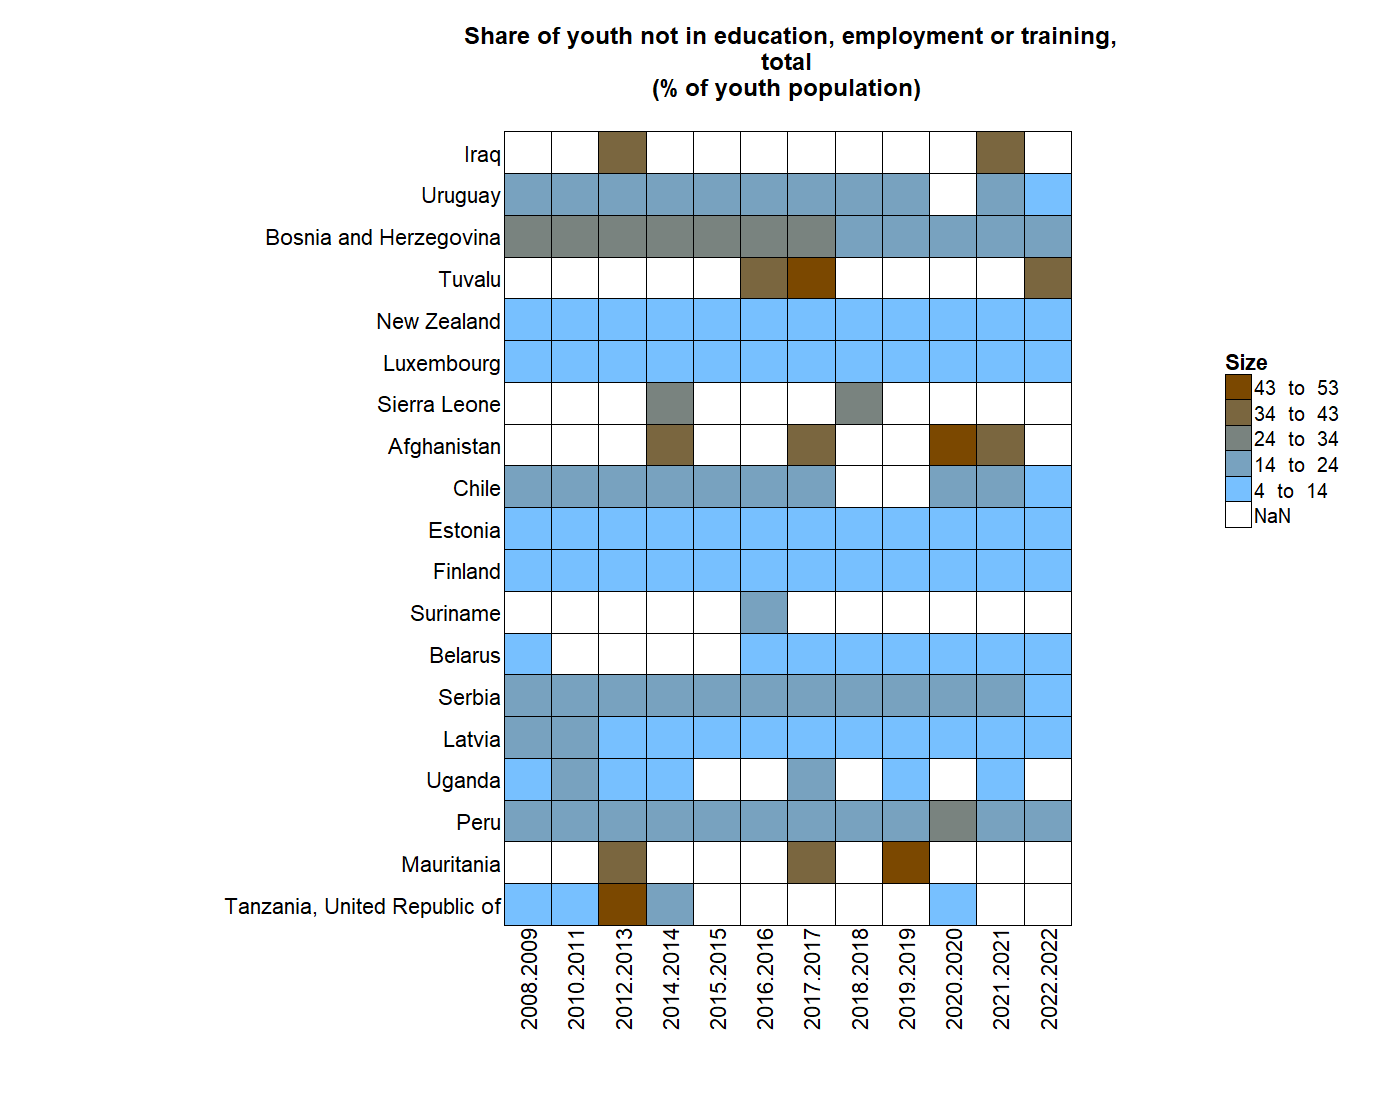 Share of youth not in education, employment or training,
total
(% of youth population)
Iraq
Uruguay
Bosnia and Herzegovina
Tuvalu
New Zealand
Luxembourg
Sierra Leone
Afghanistan
Chile
Estonia
Finland
Suriname
Belarus
Serbia
Latvia
Uganda
Peru
Mauritania
Tanzania, United Republic of
2008.2009
2010.2011
2012.2013
2014.2014
2015.2015
2016.2016
2017.2017
2018.2018
2019.2019
2020.2020
2021.2021
2022.2022
Size
43 to 53
34 to 43
24 to 34
14 to 24
4 to 14
NaN